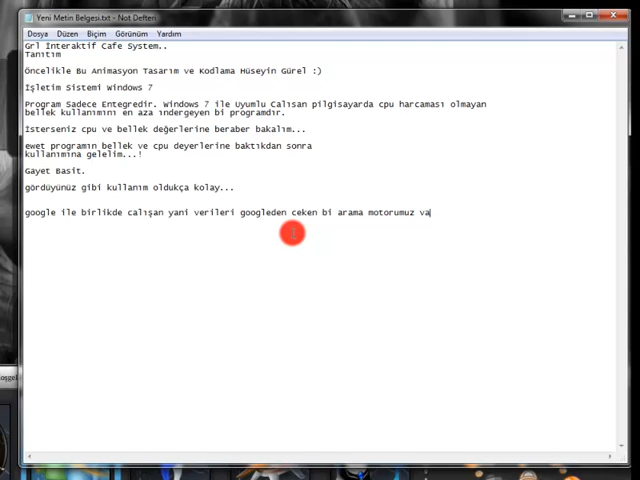 Yeni Metin Belgesi.txt - Not Defteri
Dosya Düzen Biçim Görünüm Yardım
Grl İnteraktif Cafe System..
Tanıtım
Öncelikle Bu Animasyon Tasarım ve Kodlama Hüseyin Gürel :)
İşletim Sistemi Windows 7
Program Sadece Entegredir. Windows 7 ile Uyumlu Calısan pilgisayarda cpu harcaması olmayan
bellek kullanımını en aza indergeyen bi programdır.
İsterseniz cpu ve bellek değerlerine beraber bakalım...
ewet programın bellek ve cpu deyerlerine baktıkdan sonra
kullanımına gelelim...!
Gayet Basit.
gördüyünüz gibi kullanım oldukça kolay...
google ile birlikde calışan yani verileri googleden ceken bi arama motorumuz va
oşgel